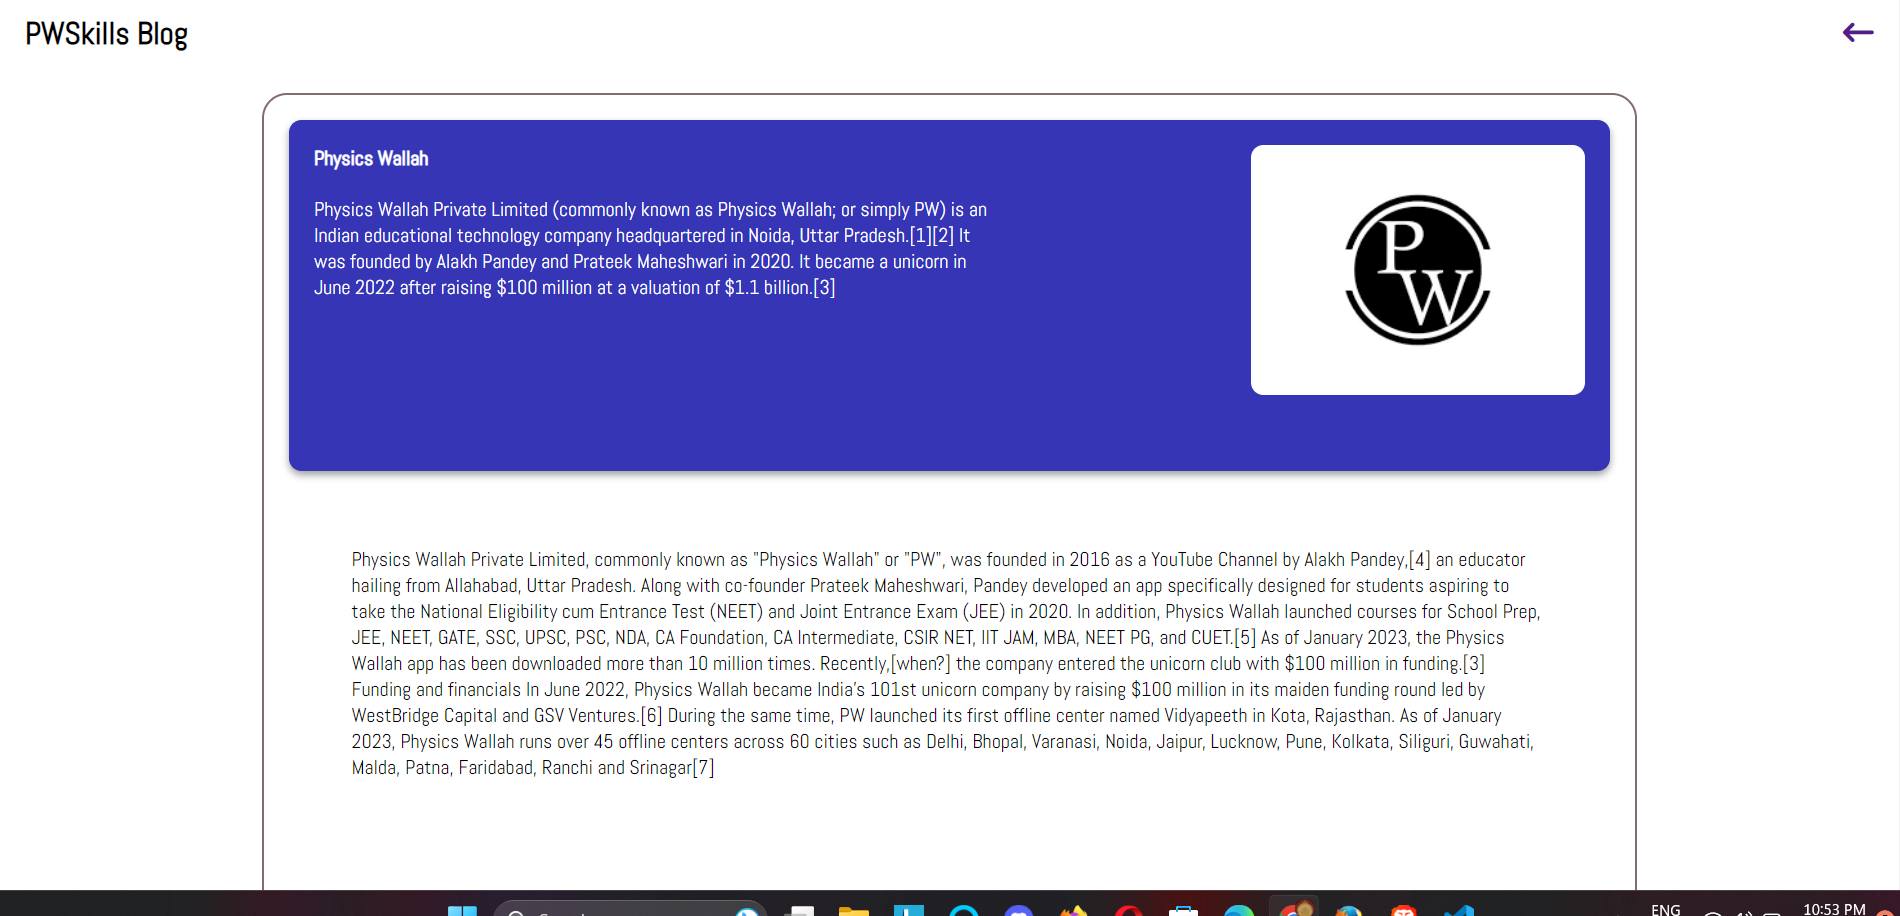 PWSkills Blog
Physics Wallah
Physics Wallah Private Limited (commonly known as Physics Wallah; or simply PW) is an
Indian educational technology company headquartered in Noida, Uttar Pradesh.[1][2] It
was founded by Alakh Pandey and Prateek Maheshwari in 2020. It became a unicorn in
June 2022 after raising $100 million at a valuation of $1.1 billion.[3]
PW
Physics Wallah Private Limited, commonly known as "Physics Wallah" or "PW", was founded in 2016 as a YouTube Channel by Alakh Pandey,[4] an educator
hailing from Allahabad, Uttar Pradesh. Along with co-founder Prateek Maheshwari, Pandey developed an app specifically designed for students aspiring to
take the National Eligibility cum Entrance Test (NEET) and Joint Entrance Exam (JEE) in 2020. In addition, Physics Wallah launched courses for School Prep,
JEE, NEET, GATE, SSC, UPSC, PSC, NDA, CA Foundation, CA Intermediate, CSIR NET, IIT JAM, MBA, NEET PG, and CUET.[5] As of January 2023, the Physics
Wallah app has been downloaded more than 10 million times. Recently,[when?] the company entered the unicorn club with $100 million in funding.[3]
Funding and financials In June 2022, Physics Wallah became India's 101st unicorn company by raising $100 million in its maiden funding round led by
WestBridge Capital and GSV Ventures.[6] During the same time, PW launched its first offline center named Vidyapeeth in Kota, Rajasthan. As of January
2023, Physics Wallah runs over 45 offline centers across 60 cities such as Delhi, Bhopal, Varanasi, Noida, Jaipur, Lucknow, Pune, Kolkata, Siliguri, Guwahati,
Malda, Patna, Faridabad, Ranchi and Srinagar[7]
ENG
10:53 PM